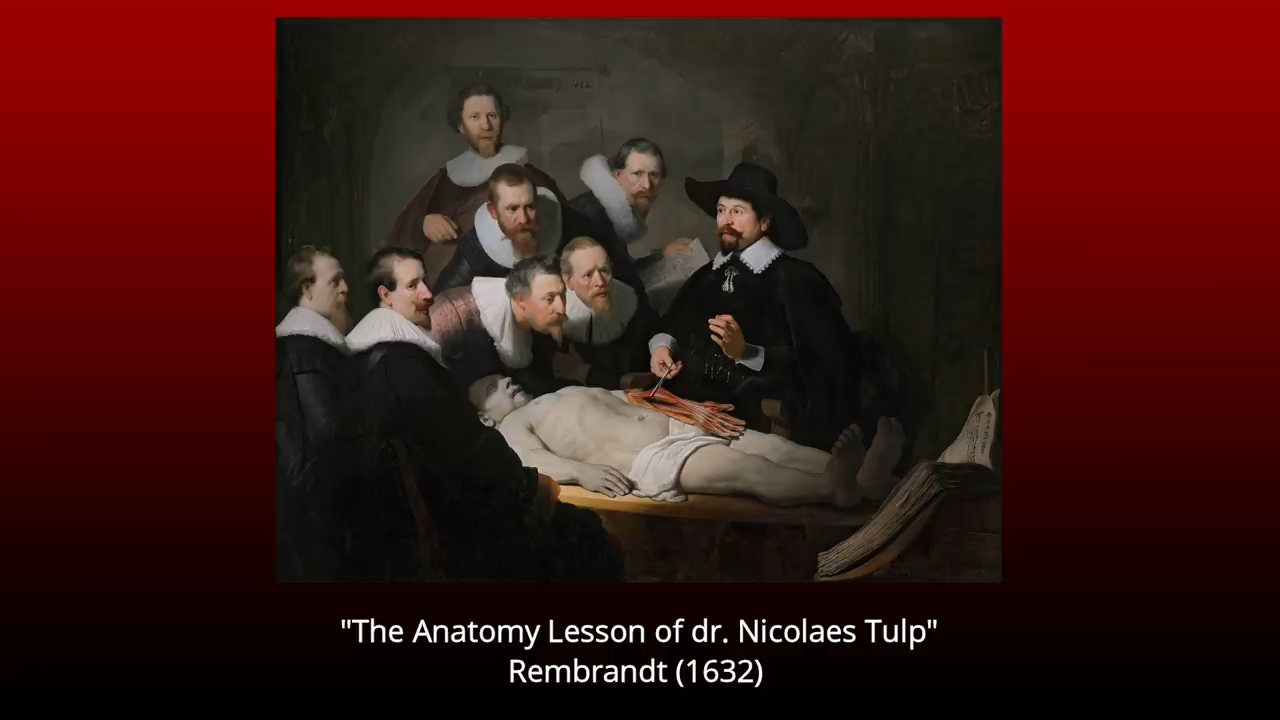 "The Anatomy Lesson of dr. Nicolaes Tulp"
Rembrandt (1632)